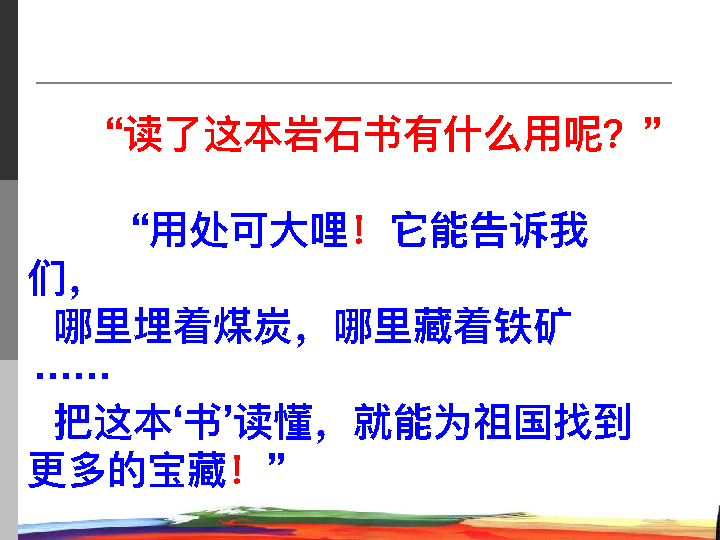 “读了这本岩石书有什么用呢？”
“用处可大哩！它能告诉我
们，
哪里埋着煤炭，哪里藏着铁矿
……
把这本‘书’读懂，就能为祖国找到
更多的宝藏！”